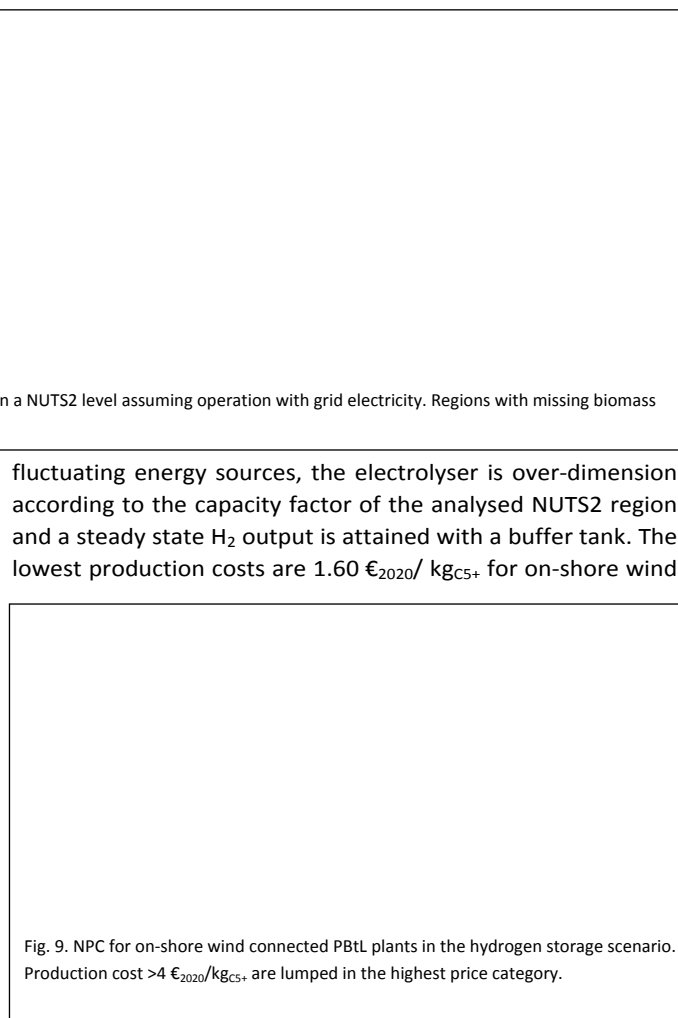 n a NUTS2 level assuming operation with grid electricity. Regions with missing biomass
fluctuating energy sources, the electrolyser is over-dimension
according to the capacity factor of the analysed NUTS2 region
and a steady state H₂ output is attained with a buffer tank. The
lowest production costs are 1.60 €₂₀₂₀/ kg_C5+ for on-shore wind
Fig. 9. NPC for on-shore wind connected PBtL plants in the hydrogen storage scenario.
Production cost >4 €₂₀₂₀/kg_C5+ are lumped in the highest price category.